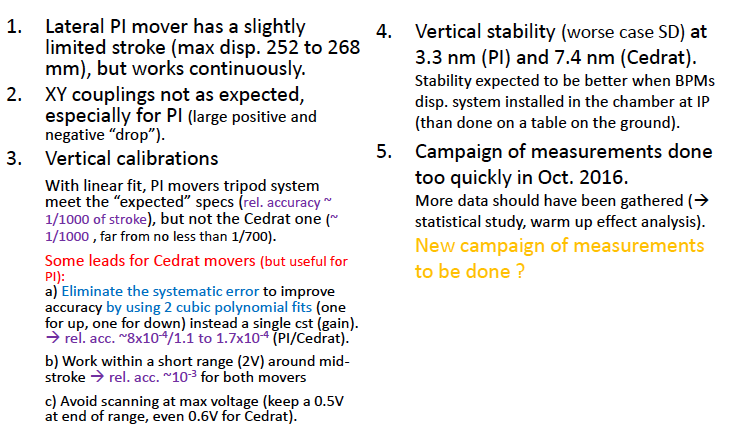 1. Lateral PI mover has a slightly
limited stroke (max disp. 252 to 268
mm), but works continuously.
2. XY couplings not as expected,
especially for PI (large positive and
negative “drop”).
3. Vertical calibrations
With linear fit, PI movers tripod system
meet the “expected” specs (rel. accuracy ~
1/1000 of stroke), but not the Cedrat one (~
1/1000 , far from no less than 1/700).
Some leads for Cedrat movers (but useful for
PI):
a) Eliminate the systematic error to improve
accuracy by using 2 cubic polynomial fits (one
for up, one for down) instead a single cst (gain).
→ rel. acc. ~8x10⁻⁴/1.1 to 1.7x10⁻⁴ (PI/Cedrat).
b) Work within a short range (2V) around mid-
stroke → rel. acc. ~10⁻³ for both movers
c) Avoid scanning at max voltage (keep a 0.5V
at end of range, even 0.6V for Cedrat).
4. Vertical stability (worse case SD) at
3.3 nm (PI) and 7.4 nm (Cedrat).
Stability expected to be better when BPMs
disp. system installed in the chamber at IP
(than done on a table on the ground).
5. Campaign of measurements done
too quickly in Oct. 2016.
More data should have been gathered (→
statistical study, warm up effect analysis).
New campaign of measurements
to be done ?